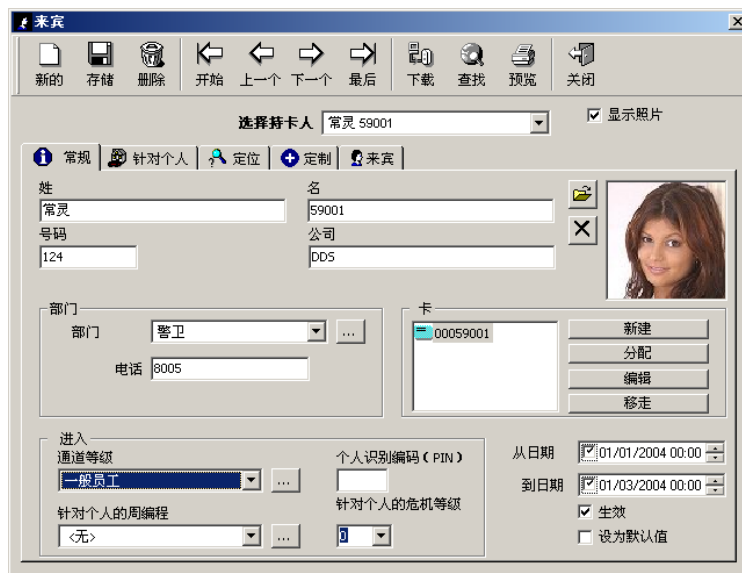 来宾
新的 存储 删除 开始 上一个 下一个 最后 下载 查找 预览 关闭
选择持卡人 常灵 59001 显示照片
常规 针对个人 定位 定制 来宾
姓 名
常灵 59001
号码 公司
124 DDS
部门 卡
部门 警卫 ... 00059001 新建
分配
电话 8005 编辑
移走
进入
通道等级 个人识别编码(PIN) 从日期 01/01/2004 00:00
一般员工 ... 到日期 01/03/2004 00:00
针对个人的周编程 针对个人的危机等级 生效
<无> ... 0 设为默认值